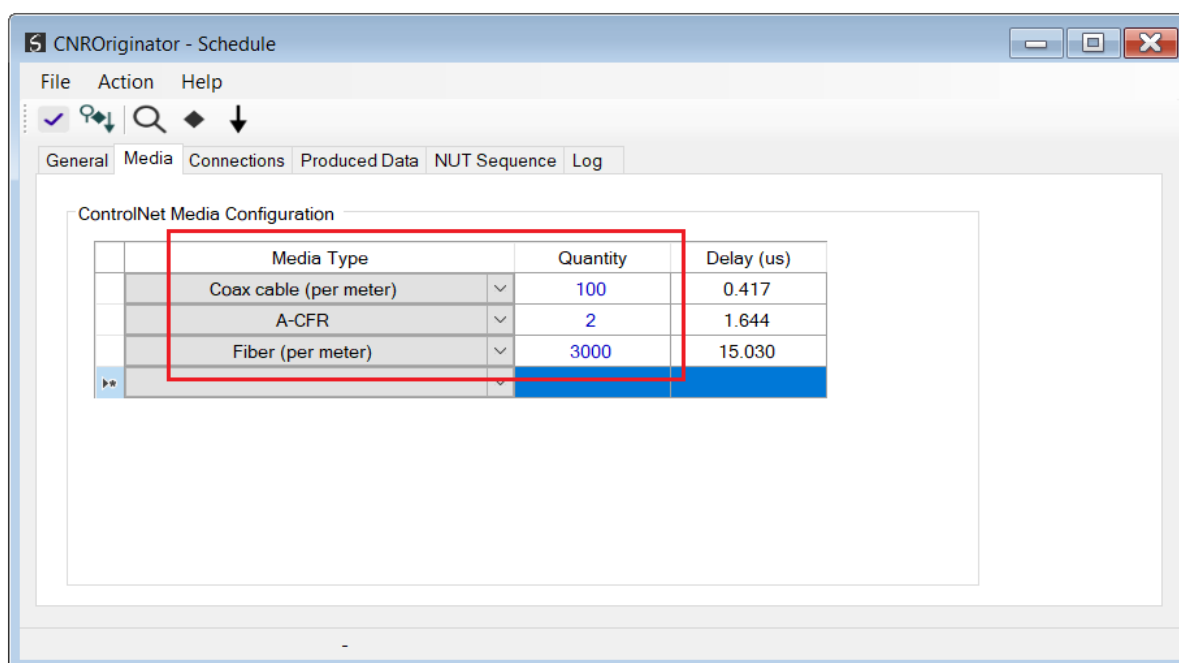 CNROriginator - Schedule
File Action Help
General Media Connections Produced Data NUT Sequence Log
ControlNet Media Configuration
Media Type Quantity Delay (us)
Coax cable (per meter) 100 0.417
A-CFR 2 1.644
Fiber (per meter) 3000 15.030
-